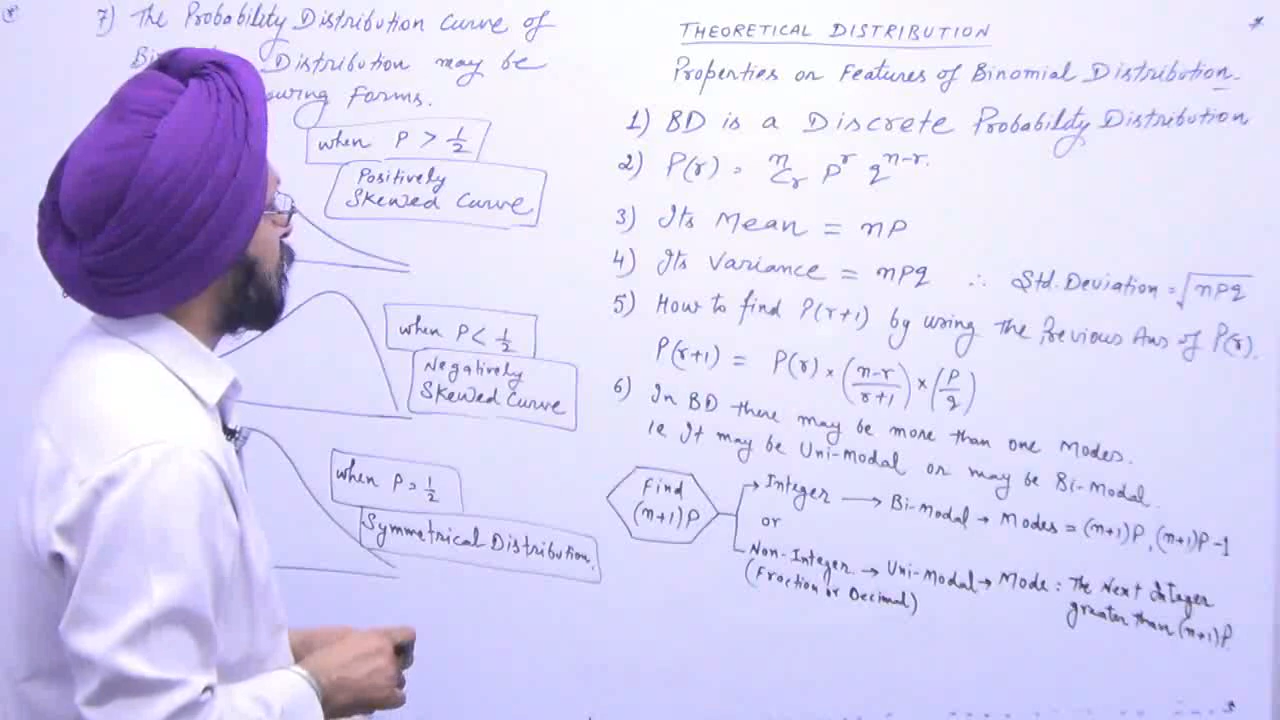 7) The Probability Distribution Curve of
Distribution may be
Forms.
when P > 1/2
Positively
Skewed Curve
when P < 1/2
Negatively
Skewed Curve
when P = 1/2
Symmetrical Distribution.
THEORETICAL DISTRIBUTION
Properties or Features of Binomial Distribution.
1) BD is a Discrete Probability Distribution
2) P(r) = ⁿCᵣ pʳ qⁿ⁻ʳ.
3) Its Mean = nP
4) Its Variance = nPq ∴ Std. Deviation = √nPq
5) How to find P(r+1) by using the Previous Ans of P(r).
P(r+1) = P(r) × (n-r/r+1) × (P/q)
6) In BD there may be more than one Modes.
i.e It may be Uni-Modal or may be Bi-Modal.
Find
(n+1)P
Integer → Bi-Modal → Modes = (n+1)P, (n+1)P-1
or
Non-Integer → Uni-Modal → Mode : The Next Integer
(Fraction or Decimal)
greater than (n+1)P